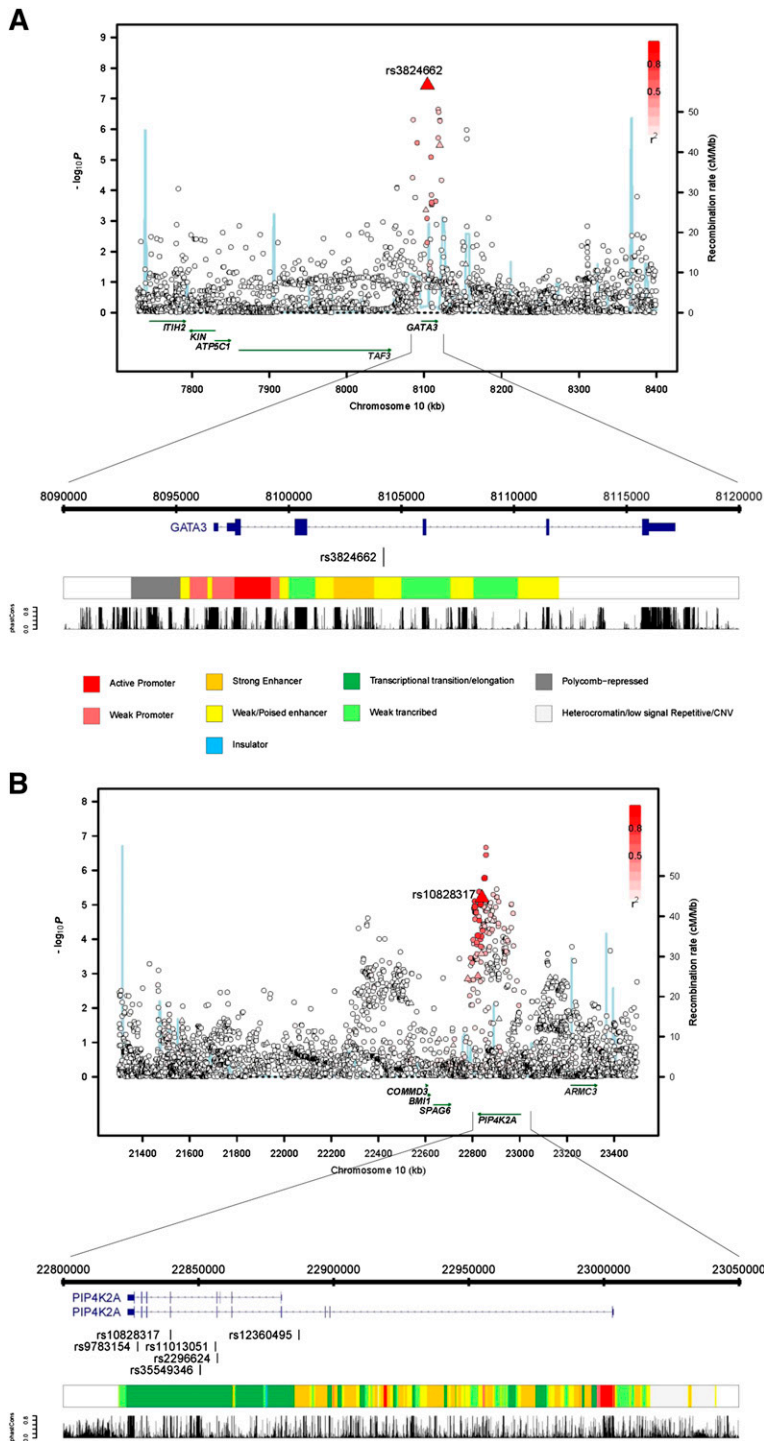 A
9
8
7
6
5
4
3
2
1
0
- log10P
rs3824662
0.8
0.5
r2
50
40
30
20
10
0
Recombination rate (cM/Mb)
ITIH2
KIN
ATP5C1
TAF3
GATA3
7800 7900 8000 8100 8200 8300 8400
Chromosome 10 (kb)
8090000 8095000 8100000 8105000 8110000 8115000 8120000
GATA3
rs3824662
phastCons
0.8
0.0
Active Promoter
Strong Enhancer
Transcriptional transition/elongation
Polycomb-repressed
Weak Promoter
Weak/Poised enhancer
Weak trancribed
Heterocromatin/low signal Repetitive/CNV
Insulator
B
8
7
6
5
4
3
2
1
0
- log10P
rs10828317
0.8
0.5
r2
50
40
30
20
10
0
Recombination rate (cM/Mb)
COMMD3
BMI1
SPAG6
PIP4K2A
ARMC3
21400 21600 21800 22000 22200 22400 22600 22800 23000 23200 23400
Chromosome 10 (kb)
22800000 22850000 22900000 22950000 23000000 23050000
PIP4K2A
PIP4K2A
rs10828317 rs12360495
rs9783154 rs11013051
rs2296624
rs35549346
phastCons
0.8
0.0